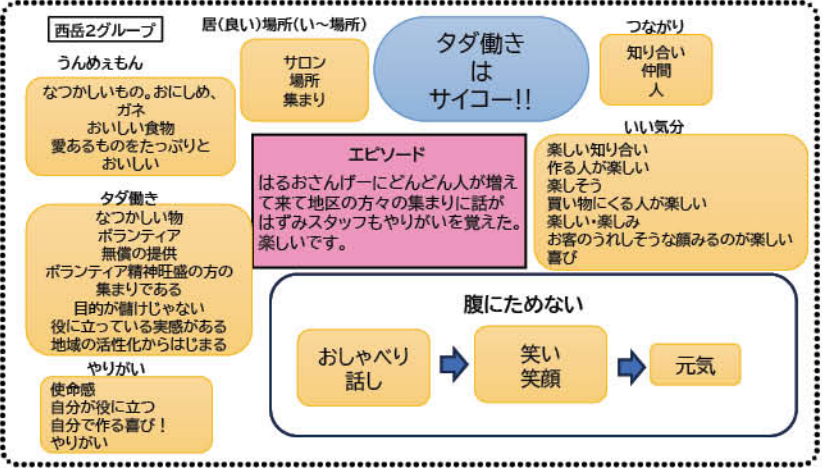 西岳2グループ
居(良い)場所(い～場所)
サロン
場所
集まり
タダ働き
は
サイコー!!
つながり
知り合い
仲間
人
うんめぇもん
なつかしいもの。おにしめ、
ガネ
おいしい食物
愛あるものをたっぷりと
おいしい
エピソード
はるおさんげーにどんどん人が増え
て来て地区の方々の集まりに話が
はずみスタッフもやりがいを覚えた。
楽しいです。
いい気分
楽しい知り合い
作る人が楽しい
楽しそう
買い物にくる人が楽しい
楽しい・楽しみ
お客のうれしそうな顔みるのが楽しい
喜び
タダ働き
なつかしい物
ボランティア
無償の提供
ボランティア精神旺盛の方の
集まりである
目的が儲けじゃない
役に立っている実感がある
地域の活性化からはじまる
やりがい
使命感
自分が役に立つ
自分で作る喜び！
やりがい
腹にためない
おしゃべり
話し
笑い
笑顔
元気